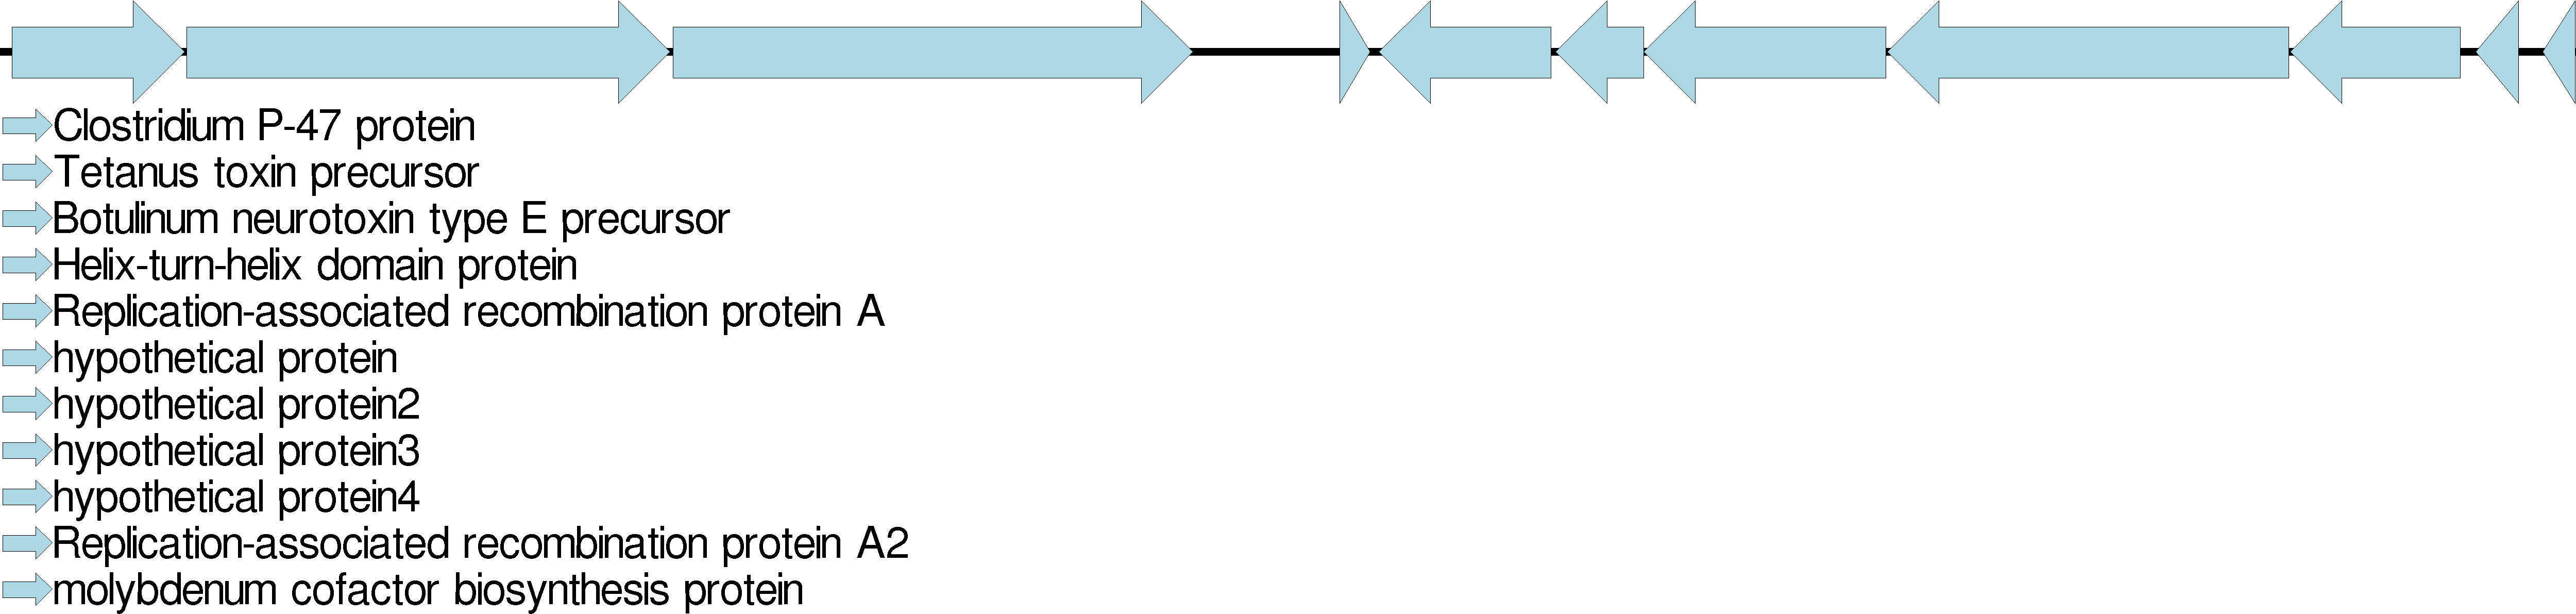 Clostridium P-47 protein
Tetanus toxin precursor
Botulinum neurotoxin type E precursor
Helix-turn-helix domain protein
Replication-associated recombination protein A
hypothetical protein
hypothetical protein2
hypothetical protein3
hypothetical protein4
Replication-associated recombination protein A2
molybdenum cofactor biosynthesis protein